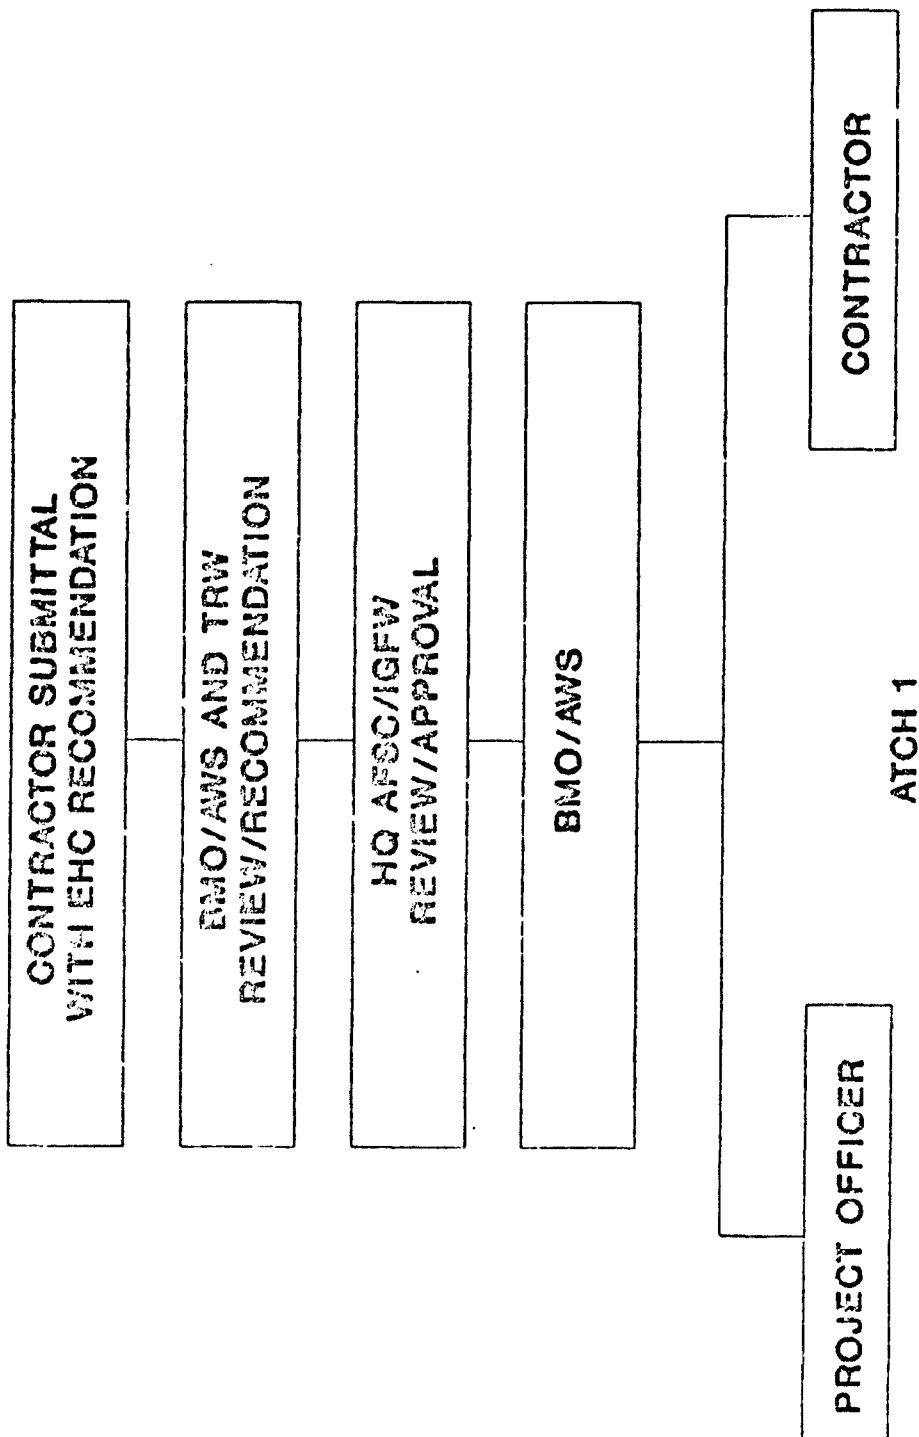 CONTRACTOR SUBMITTAL
WITH EHC RECOMMENDATION
BMO/AWS AND TRW
REVIEW/RECOMMENDATION
HQ AFSC/IGFW
REVIEW/APPROVAL
BMO/AWS
PROJECT OFFICER
CONTRACTOR
ATCH 1